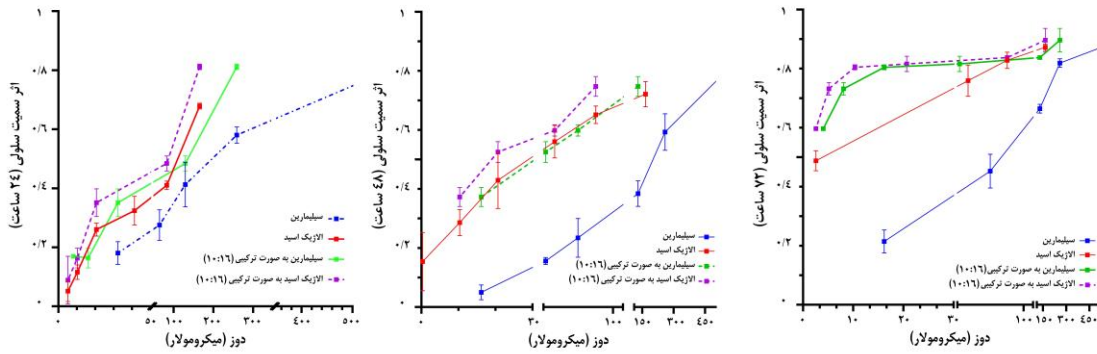 اثر سمیت سلولی (۲۴ ساعت)
۱
۰/۸
۰/۶
۰/۴
۰/۲
۰
سیلیمارین
الاژیک اسید
سیلیمارین به صورت ترکیبی (۱۰:۱۶)
الاژیک اسید به صورت ترکیبی (۱۰:۱۶)
۰ ۵۰ ۱۰۰ ۲۰۰ ۳۰۰ ۴۰۰ ۵۰۰
دوز (میکرومولار)
اثر سمیت سلولی (۴۸ ساعت)
۱
۰/۸
۰/۶
۰/۴
۰/۲
۰
سیلیمارین
الاژیک اسید
سیلیمارین به صورت ترکیبی (۱۰:۱۶)
الاژیک اسید به صورت ترکیبی (۱۰:۱۶)
۰ ۳۰ ۱۰۰ ۱۵۰ ۳۰۰ ۴۵۰
دوز (میکرومولار)
اثر سمیت سلولی (۷۲ ساعت)
۱
۰/۸
۰/۶
۰/۴
۰/۲
۰
سیلیمارین
الاژیک اسید
سیلیمارین به صورت ترکیبی (۱۰:۱۶)
الاژیک اسید به صورت ترکیبی (۱۰:۱۶)
۰ ۱۰ ۲۰ ۳۰ ۱۰۰ ۱۵۰ ۳۰۰ ۴۵۰
دوز (میکرومولار)